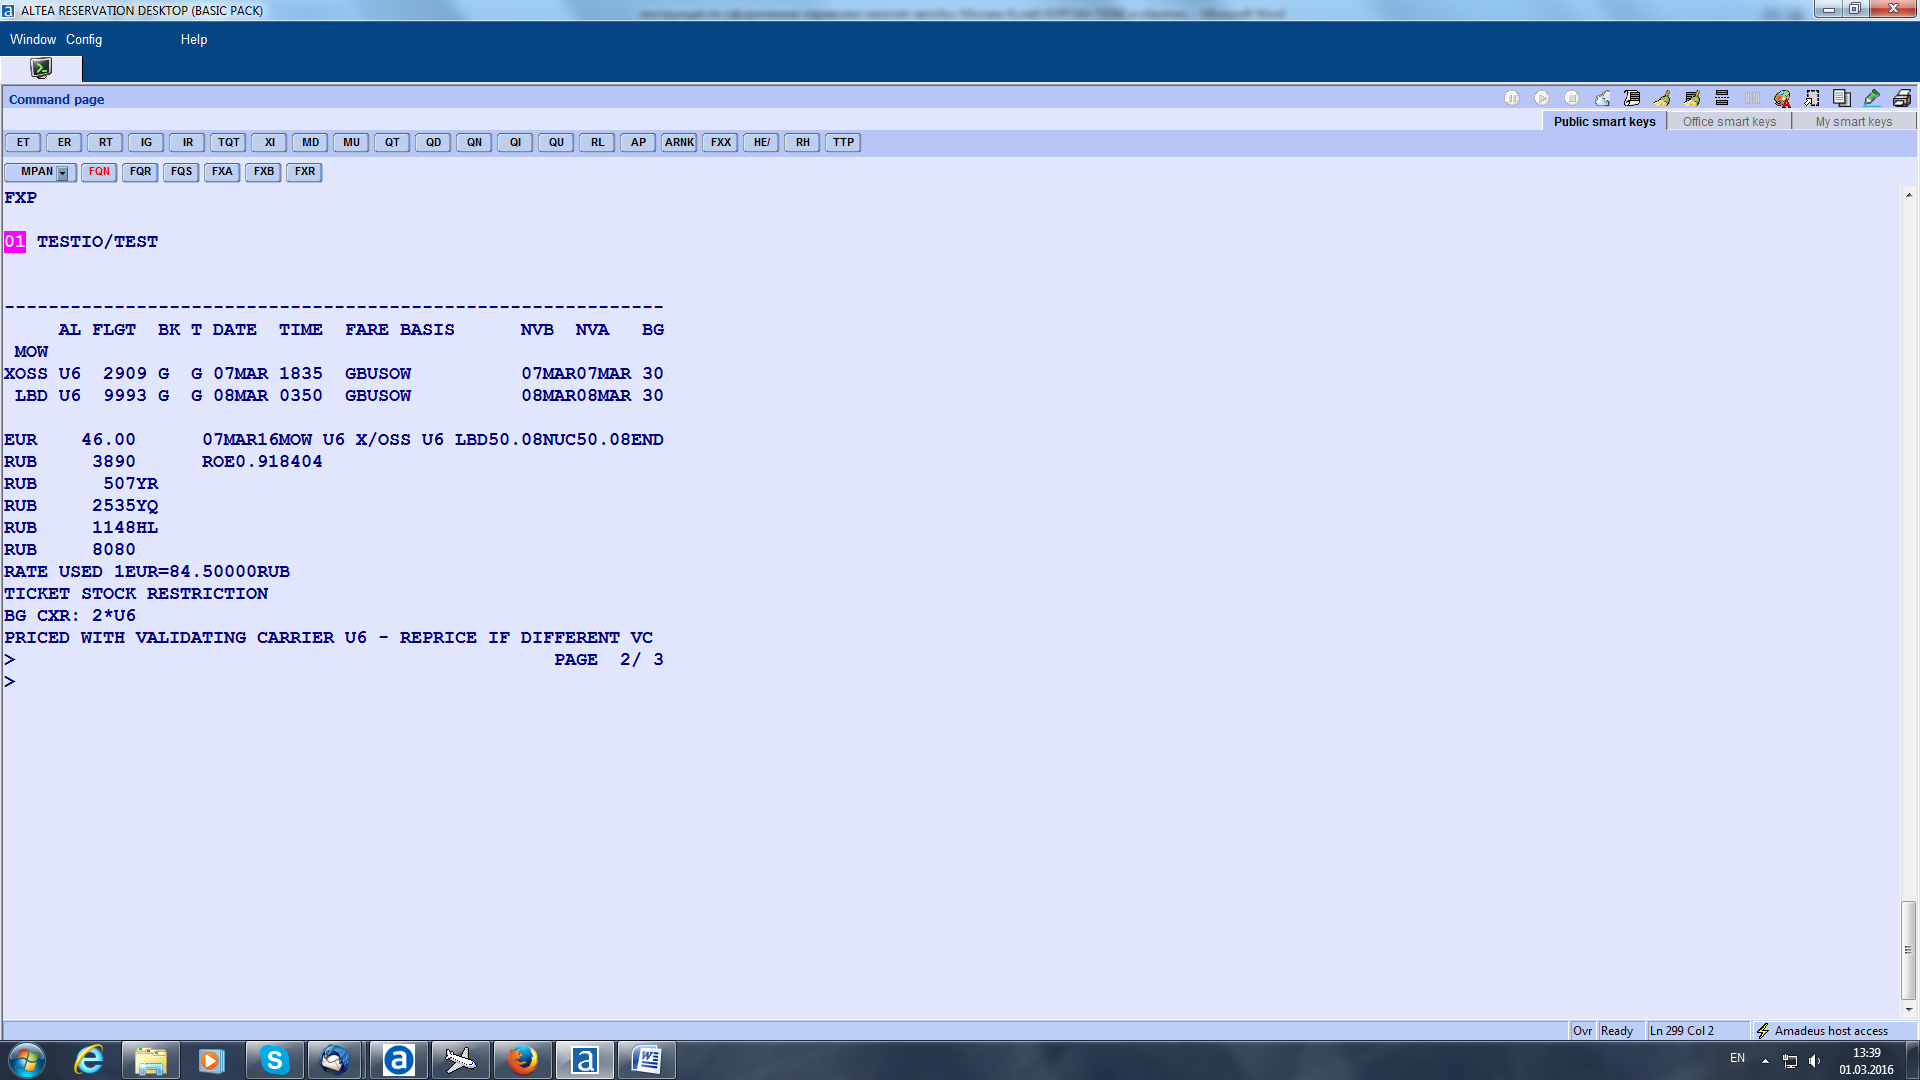 ALTEA RESERVATION DESKTOP (BASIC PACK)
Window Config Help
Command page
Public smart keys Office smart keys My smart keys
ET ER RT IG IR TQT XI MD MU QT QD QN QI QU RL AP ARNK FXX HE/ RH TTP
MPAN FQN FQR FQS FXA FXB FXR
FXP
01 TESTIO/TEST
------------------------------------------------------------
AL FLGT BK T DATE TIME FARE BASIS NVB NVA BG
MOW
XOSS U6 2909 G G 07MAR 1835 GBUSOW 07MAR07MAR 30
LBD U6 9993 G G 08MAR 0350 GBUSOW 08MAR08MAR 30
EUR 46.00 07MAR16MOW U6 X/OSS U6 LBD50.08NUC50.08END
RUB 3890 ROE0.918404
RUB 507YR
RUB 2535YQ
RUB 1148HL
RUB 8080
RATE USED 1EUR=84.50000RUB
TICKET STOCK RESTRICTION
BG CXR: 2*U6
PRICED WITH VALIDATING CARRIER U6 - REPRICE IF DIFFERENT VC
> PAGE 2/ 3
>
Ovr Ready Ln 299 Col 2 Amadeus host access
EN 13:39
01.03.2016